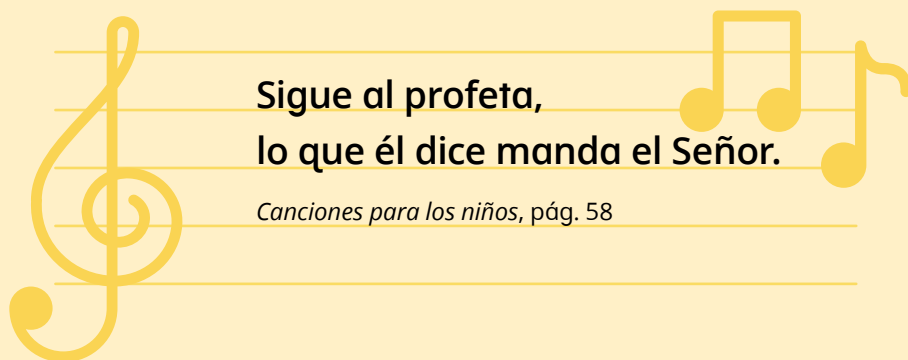 Sigue al profeta,
lo que él dice manda el Señor.
Canciones para los niños, pág. 58